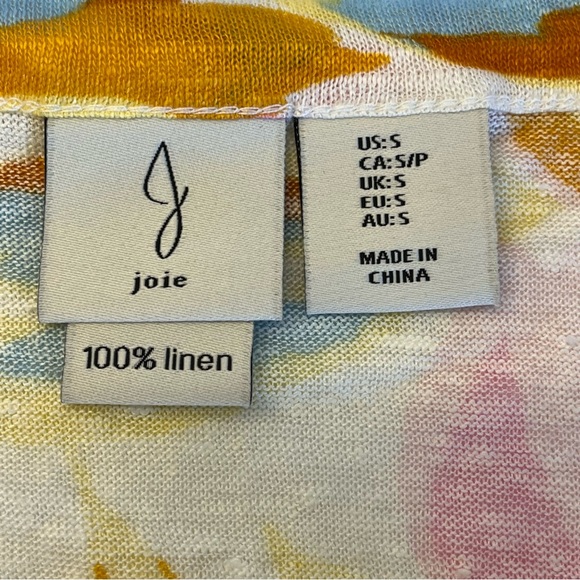 J
joie
100% linen
US:S
CA:S/P
UK:S
EU:S
AU:S
MADE IN
CHINA